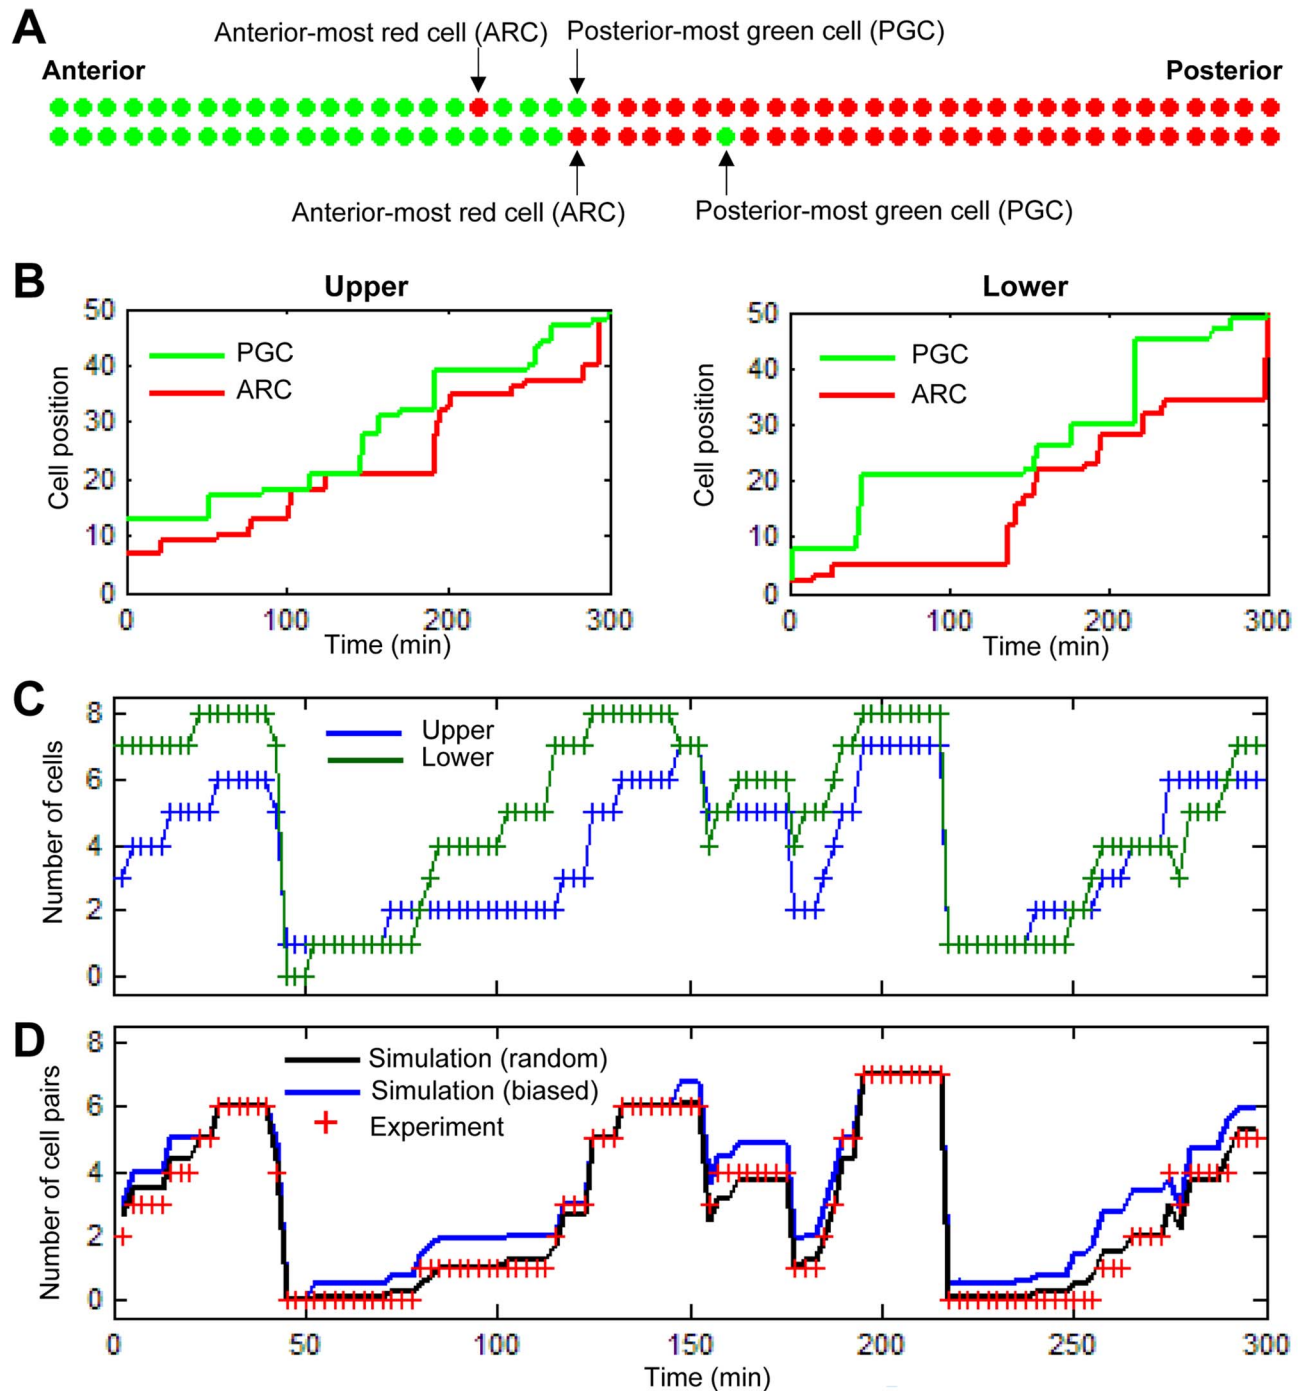 A
Anterior-most red cell (ARC) Posterior-most green cell (PGC)
Anterior Posterior
Anterior-most red cell (ARC) Posterior-most green cell (PGC)
B
Upper
50
40
30
20
10
0
Cell position
PGC
ARC
0 100 200 300
Time (min)
Lower
50
40
30
20
10
0
Cell position
PGC
ARC
0 100 200 300
Time (min)
C
8
6
4
2
0
Number of cells
Upper
Lower
D
8
6
4
2
0
Number of cell pairs
Simulation (random)
Simulation (biased)
Experiment
0 50 100 150 200 250 300
Time (min)